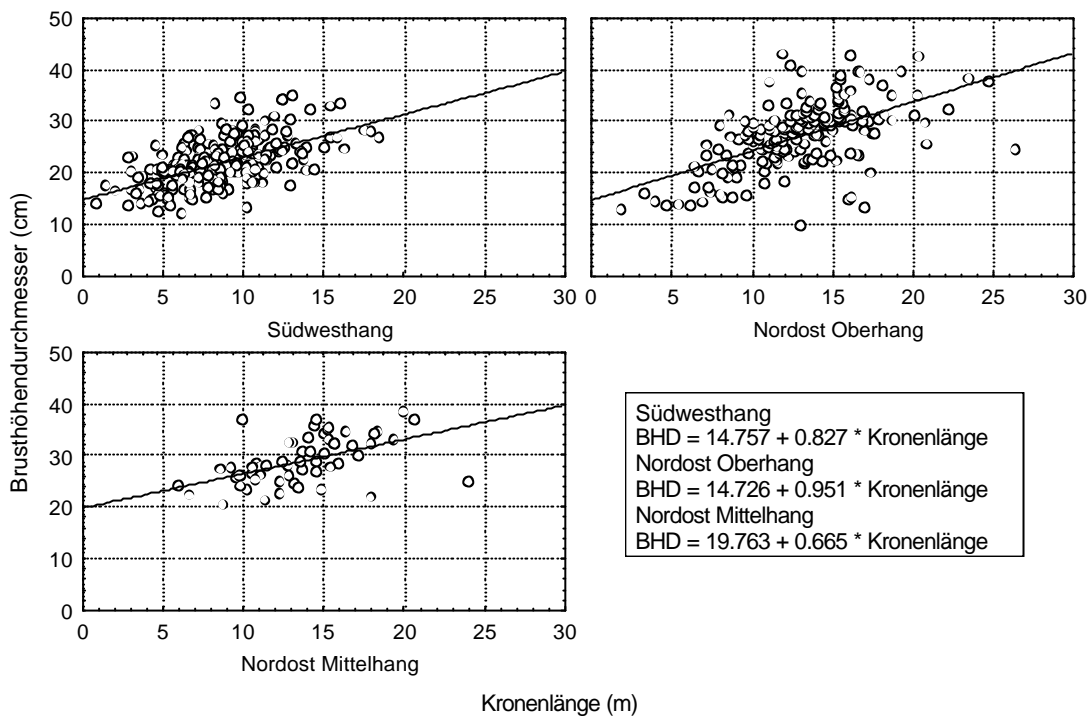 Brusthöhendurchmesser (cm)
50
40
30
20
10
0
0 5 10 15 20 25 30
Südwesthang
50
40
30
20
10
0
0 5 10 15 20 25 30
Nordost Oberhang
50
40
30
20
10
0
0 5 10 15 20 25 30
Nordost Mittelhang
Südwesthang
BHD = 14.757 + 0.827 * Kronenlänge
Nordost Oberhang
BHD = 14.726 + 0.951 * Kronenlänge
Nordost Mittelhang
BHD = 19.763 + 0.665 * Kronenlänge
Kronenlänge (m)